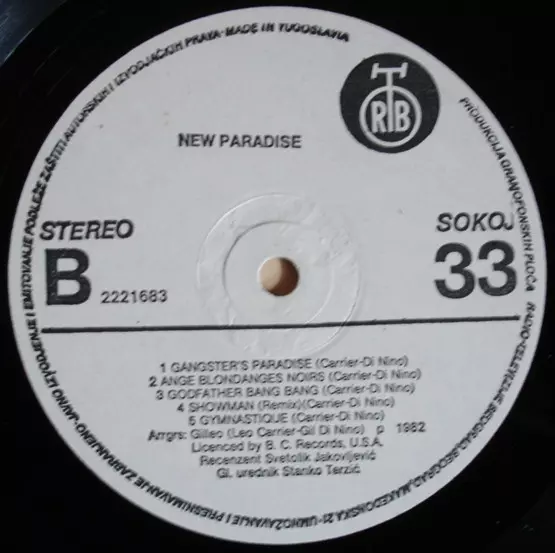 PRODUKCIJA GRAMOFONSKIH PLOČA RADIO-TELEVIZIJE BEOGRAD, BEOGRAD, MAKEDONSKA 21 · UMNOŽAVANJE I PRESNIMAVANJE ZABRANJENO · JAVNO IZVOĐENJE I EMITOVANJE PODLEŽE ZAŠTITI AUTORSKIH I IZVODJAČKIH PRAVA · MADE IN YUGOSLAVIA
RTB
NEW PARADISE
STEREO
SOKOJ
B 2221683
33
1 GANGSTER'S PARADISE (Carrier-Di Nino)
2 ANGE BLONDANGES NOIRS (Carrier-Di Nino)
3 GODFATHER BANG BANG (Carrier-Di Nino)
4 SHOWMAN (Remix)(Carrier-Di Nino)
5 GYMNASTIQUE (Carrier-Di Nino)
Arrgrs: Gilleo (Leo Carrier-Gil Di Nino) p 1982
Licenced by B. C. Records, U.S.A.
Recenzent Svetolik Jakovljević
Gl. urednik Stanko Terzić